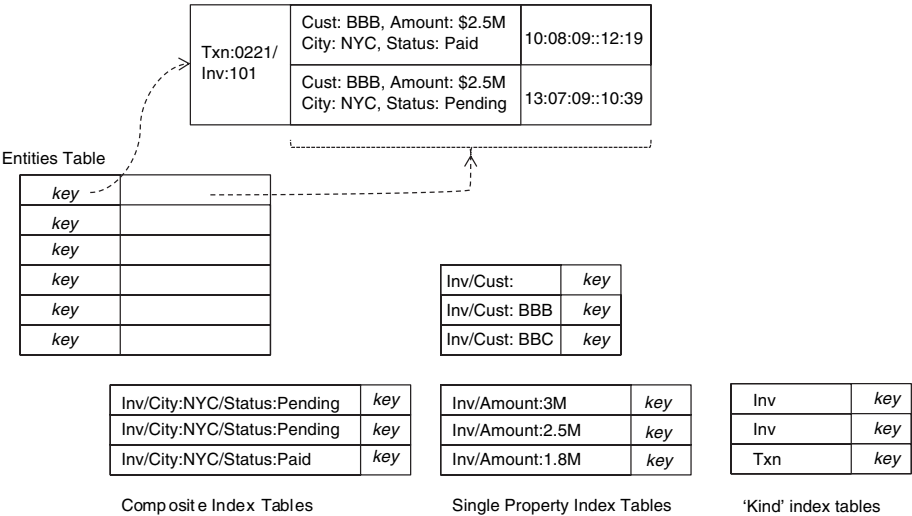 Txn:0221/
Inv:101
Cust: BBB, Amount: $2.5M
City: NYC, Status: Paid
10:08:09::12:19
Cust: BBB, Amount: $2.5M
City: NYC, Status: Pending
13:07:09::10:39
Entities Table
key
key
key
key
key
key
Inv/Cust: key
Inv/Cust: BBB key
Inv/Cust: BBC key
Inv/City:NYC/Status:Pending key
Inv/City:NYC/Status:Pending key
Inv/City:NYC/Status:Paid key
Composite Index Tables
Inv/Amount:3M key
Inv/Amount:2.5M key
Inv/Amount:1.8M key
Single Property Index Tables
Inv key
Inv key
Txn key
‘Kind’ index tables